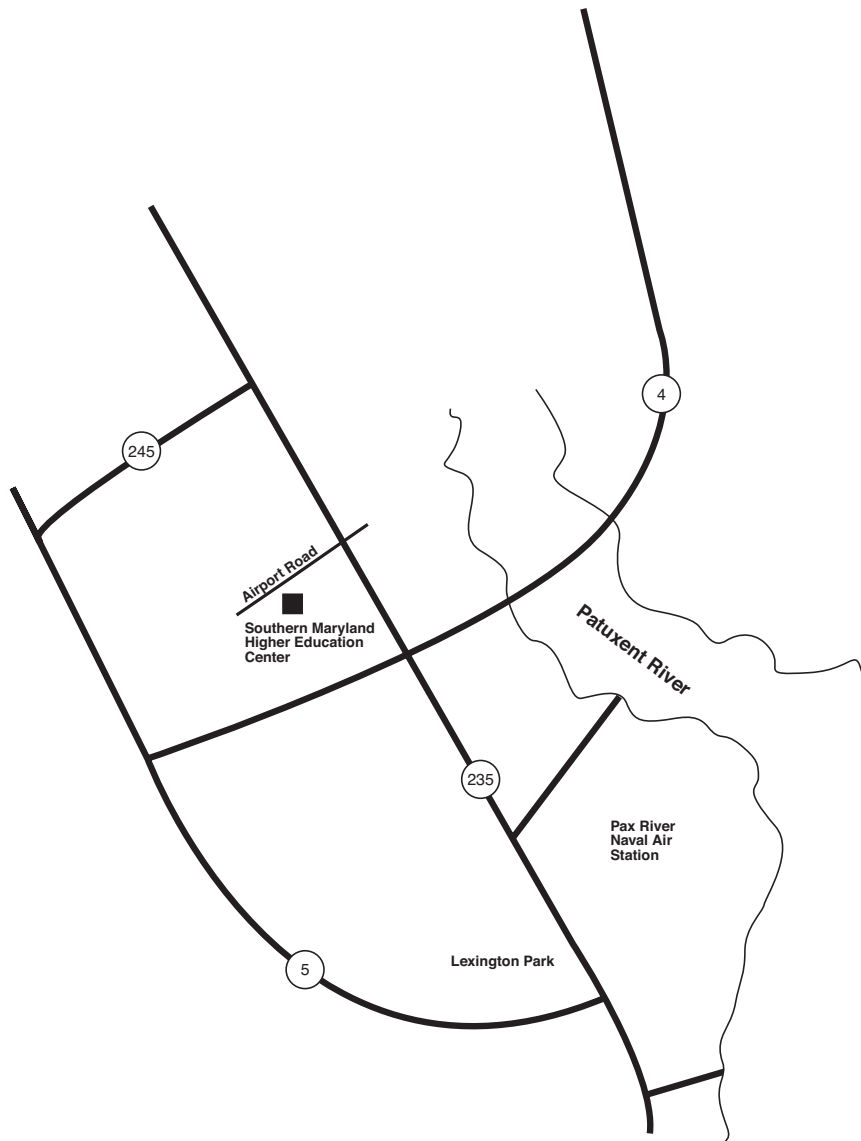 4
245
Airport Road
Southern Maryland
Higher Education
Center
Patuxent River
235
Pax River
Naval Air
Station
Lexington Park
5